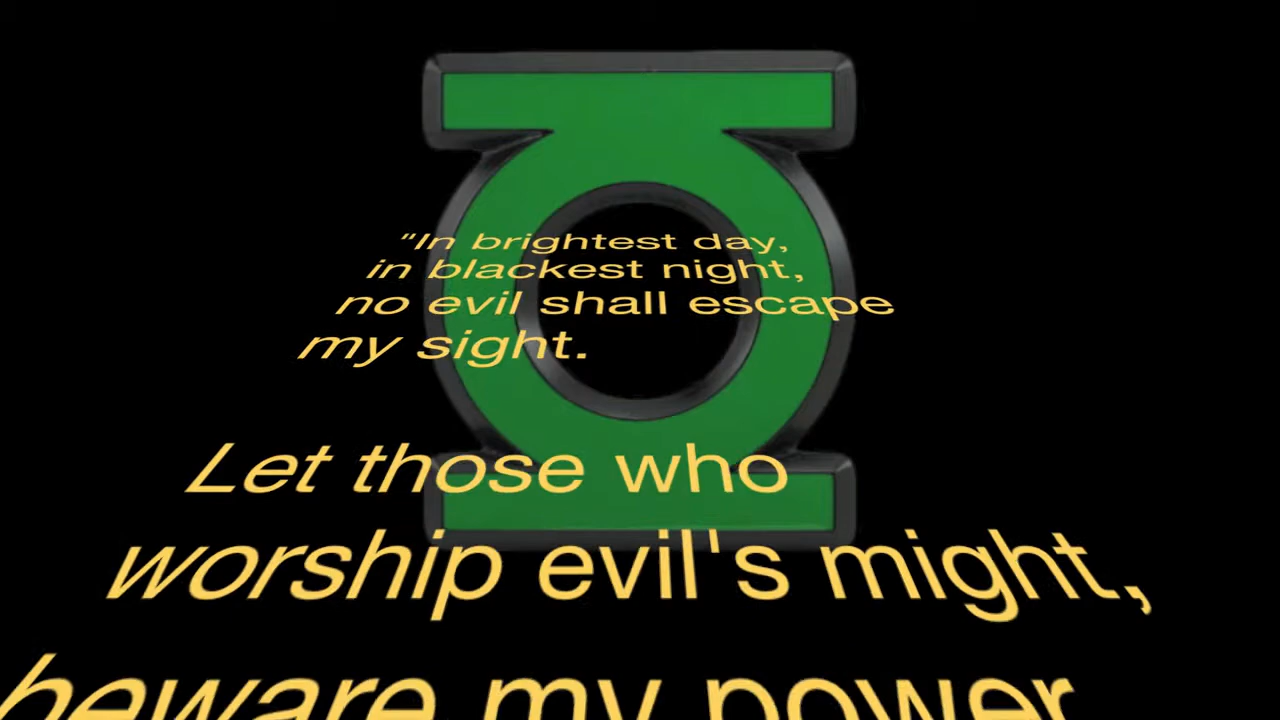 “In brightest day,
in blackest night,
no evil shall escape
my sight.
Let those who
worship evil's might,
beware my power